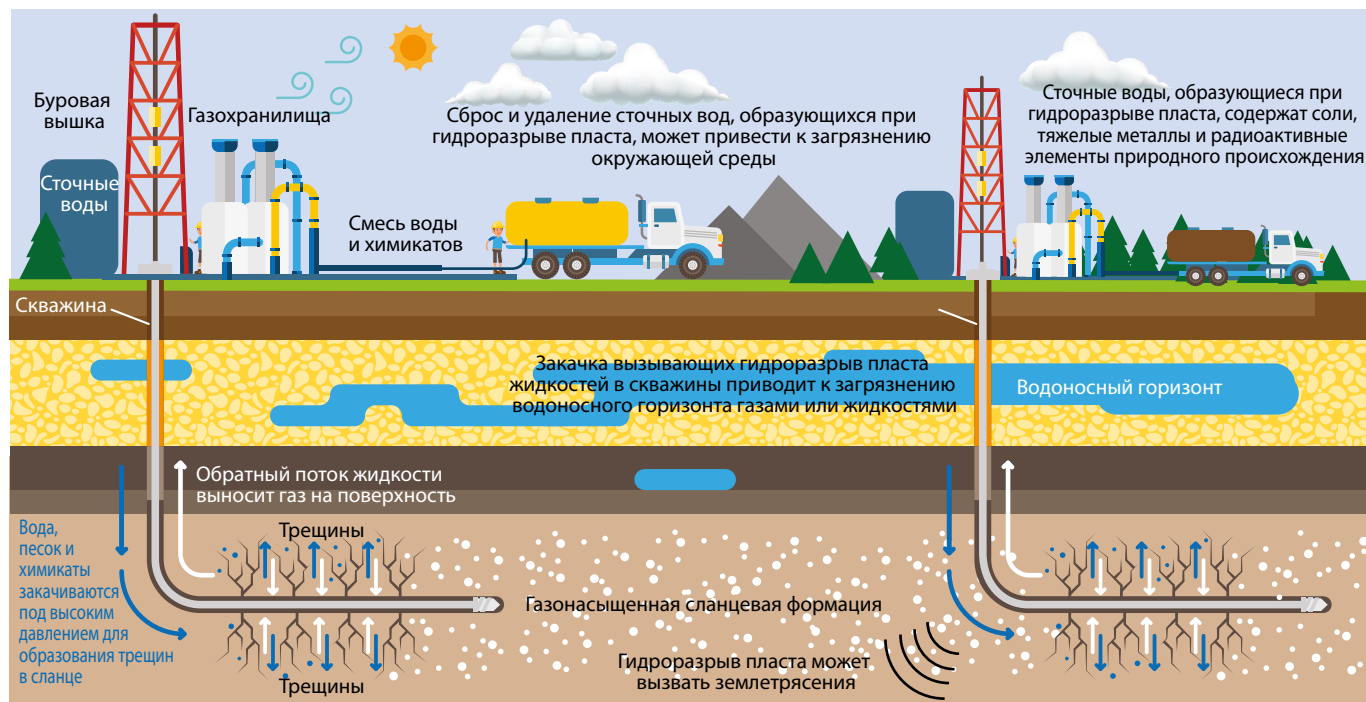 Буровая
вышка
Газохранилища
Сброс и удаление сточных вод, образующихся при
гидроразрыве пласта, может привести к загрязнению
окружающей среды
Сточные воды, образующиеся при
гидроразрыве пласта, содержат соли,
тяжелые металлы и радиоактивные
элементы природного происхождения
Сточные
воды
Смесь воды
и химикатов
Скважина
Закачка вызывающих гидроразрыв пласта
жидкостей в скважины приводит к загрязнению
водоносного горизонта газами или жидкостями
Водоносный горизонт
Обратный поток жидкости
выносит газ на поверхность
Вода,
песок и
химикаты
закачиваются
под высоким
давлением для
образования трещин
в сланце
Трещины
Газонасыщенная сланцевая формация
Гидроразрыв пласта может
вызвать землетрясения
Трещины